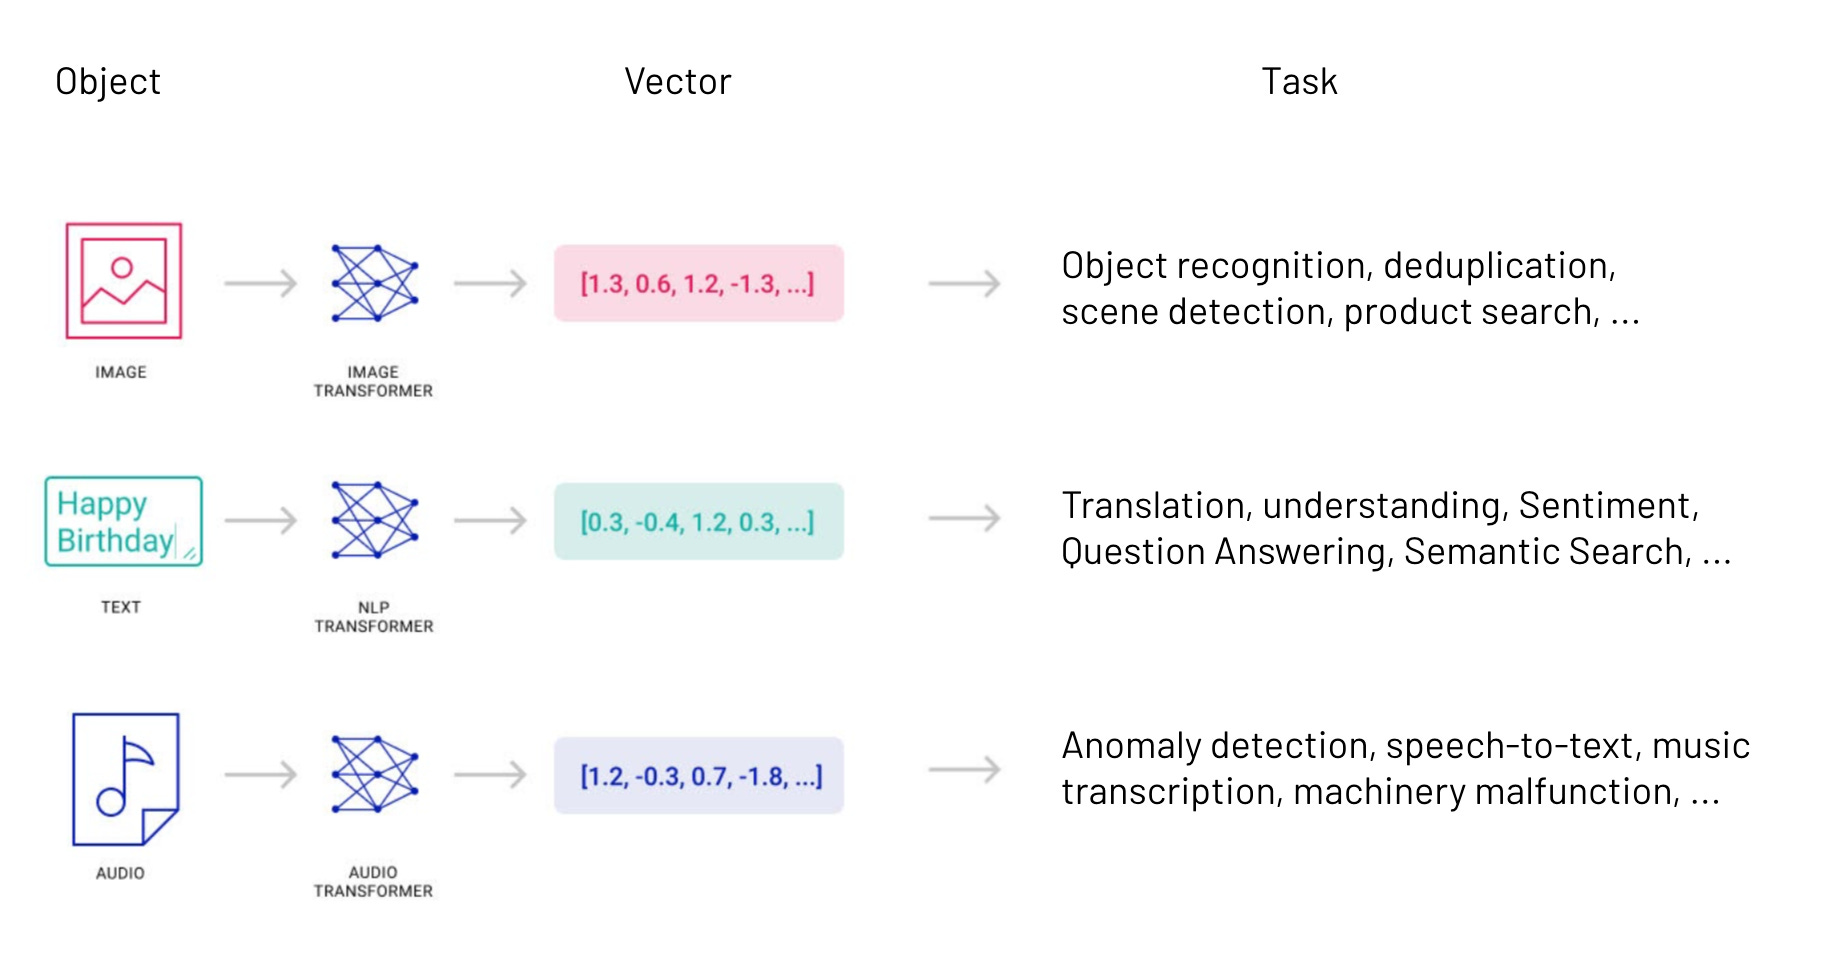 Object
Vector
Task
[1.3, 0.6, 1.2, -1.3, ...]
Object recognition, deduplication,
scene detection, product search, ...
IMAGE
IMAGE
TRANSFORMER
Happy
Birthday
[0.3, -0.4, 1.2, 0.3, ...]
Translation, understanding, Sentiment,
Question Answering, Semantic Search, ...
TEXT
NLP
TRANSFORMER
[1.2, -0.3, 0.7, -1.8, ...]
Anomaly detection, speech-to-text, music
transcription, machinery malfunction, ...
AUDIO
AUDIO
TRANSFORMER